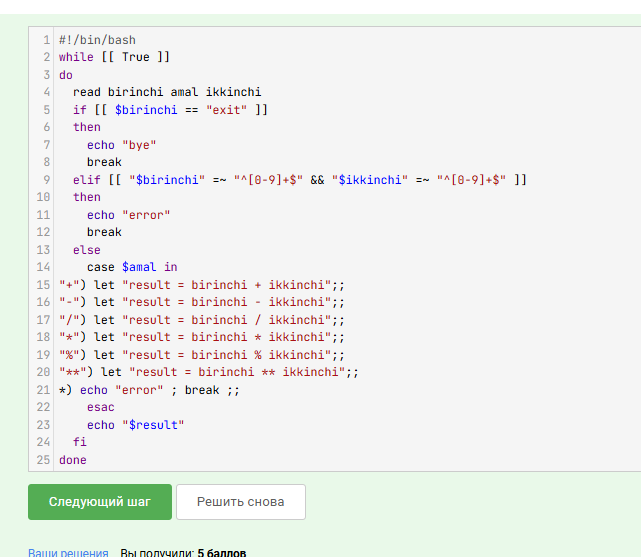 1 #!/bin/bash
2 while [[ True ]]
3 do
4   read birinchi amal ikkinchi
5   if [[ $birinchi == "exit" ]]
6   then
7     echo "bye"
8     break
9   elif [[ "$birinchi" =~ "^[0-9]+$" && "$ikkinchi" =~ "^[0-9]+$" ]]
10   then
11     echo "error"
12     break
13   else
14     case $amal in
15 "+") let "result = birinchi + ikkinchi";;
16 "-") let "result = birinchi - ikkinchi";;
17 "/") let "result = birinchi / ikkinchi";;
18 "*") let "result = birinchi * ikkinchi";;
19 "%") let "result = birinchi % ikkinchi";;
20 "**") let "result = birinchi ** ikkinchi";;
21 *) echo "error" ; break ;;
22     esac
23     echo "$result"
24   fi
25 done
Следующий шаг Решить снова
Ваши решения Вы получили: 5 баллов